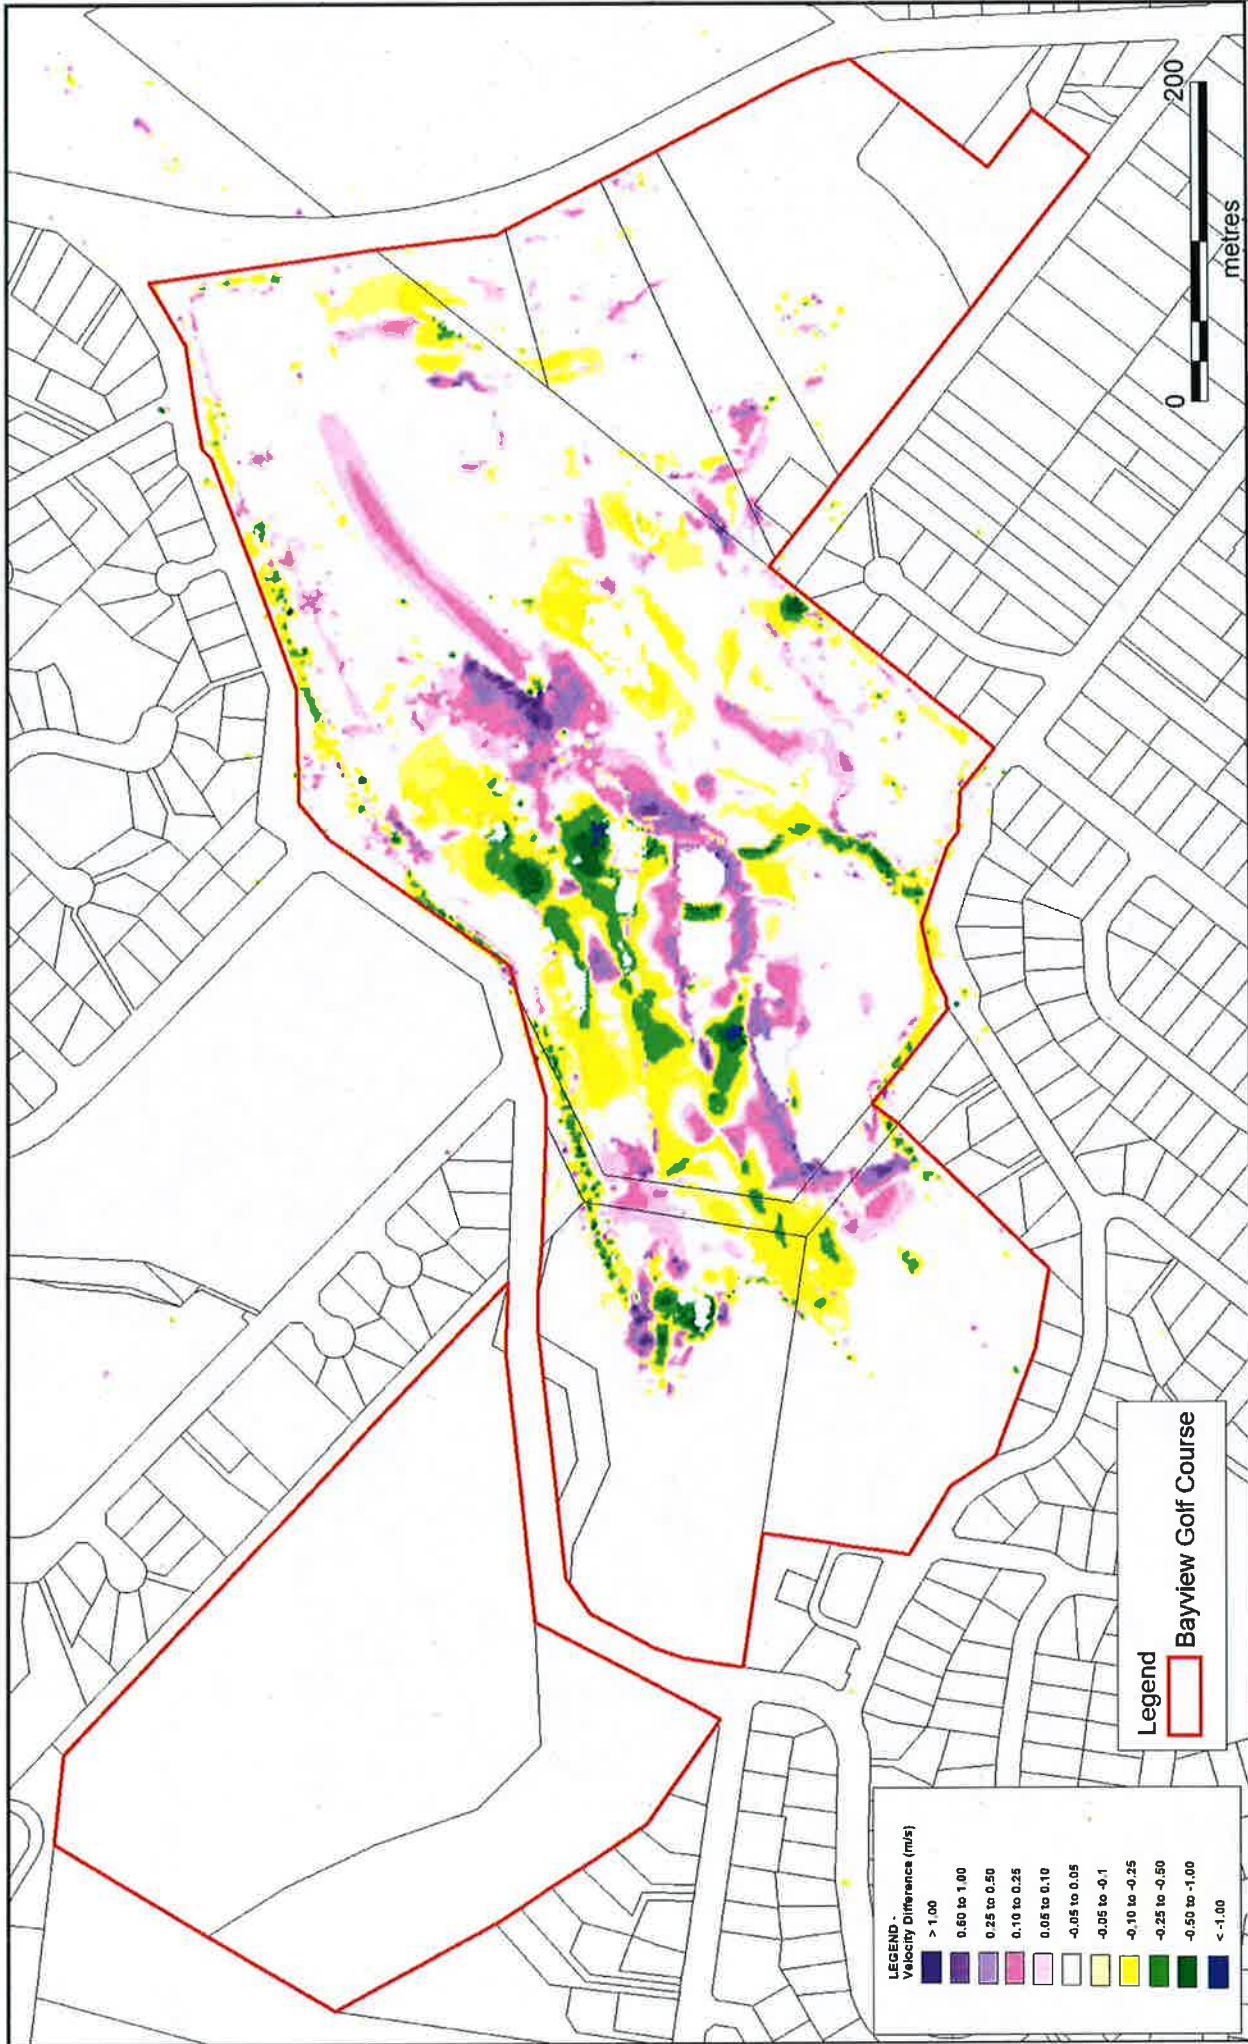 0
200
metres
Legend
Bayview Golf Course
LEGEND -
Velocity Difference (m/s)
> 1.00
0.50 to 1.00
0.25 to 0.50
0.10 to 0.25
0.05 to 0.10
-0.05 to 0.05
-0.05 to -0.1
-0.10 to -0.25
-0.25 to -0.50
-0.50 to -1.00
< -1.00